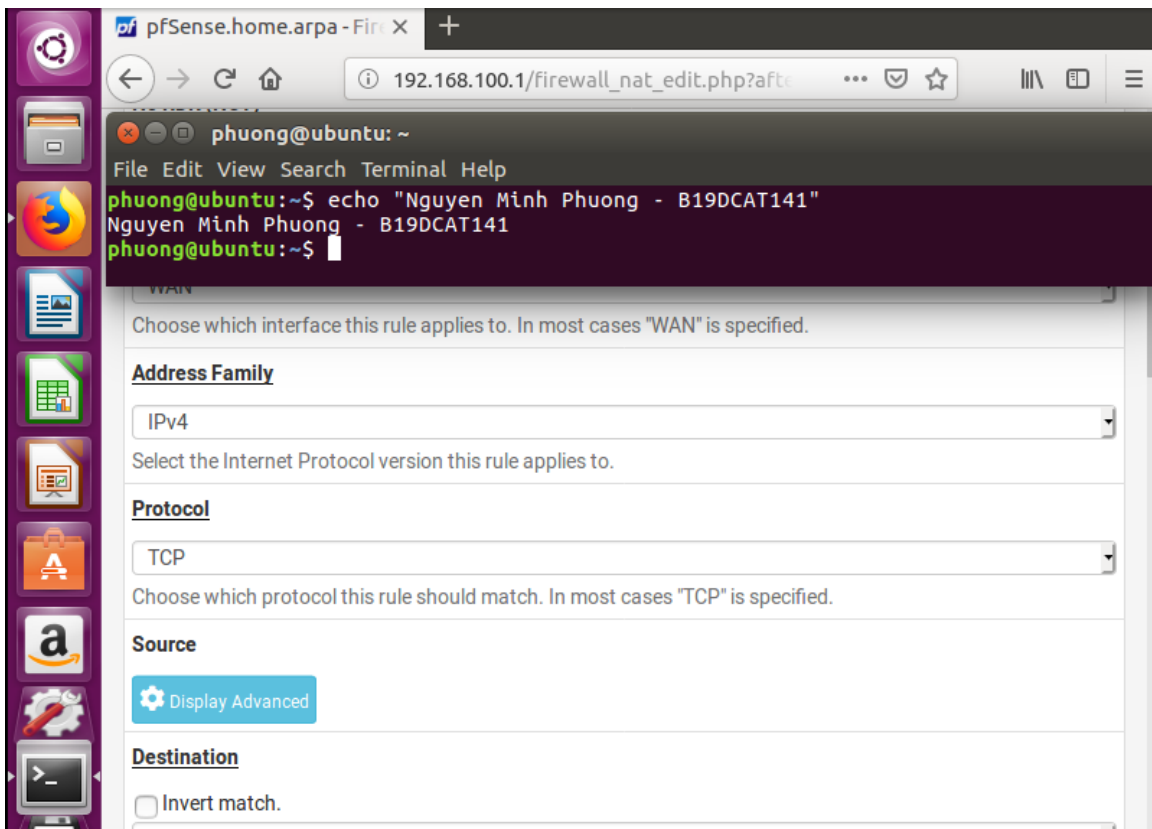 pfSense.home.arpa - Fir
192.168.100.1/firewall_nat_edit.php?afte
phuong@ubuntu: ~
File Edit View Search Terminal Help
phuong@ubuntu:~$ echo "Nguyen Minh Phuong - B19DCAT141"
Nguyen Minh Phuong - B19DCAT141
phuong@ubuntu:~$
WAN
Choose which interface this rule applies to. In most cases "WAN" is specified.
Address Family
IPv4
Select the Internet Protocol version this rule applies to.
Protocol
TCP
Choose which protocol this rule should match. In most cases "TCP" is specified.
Source
Display Advanced
Destination
Invert match.